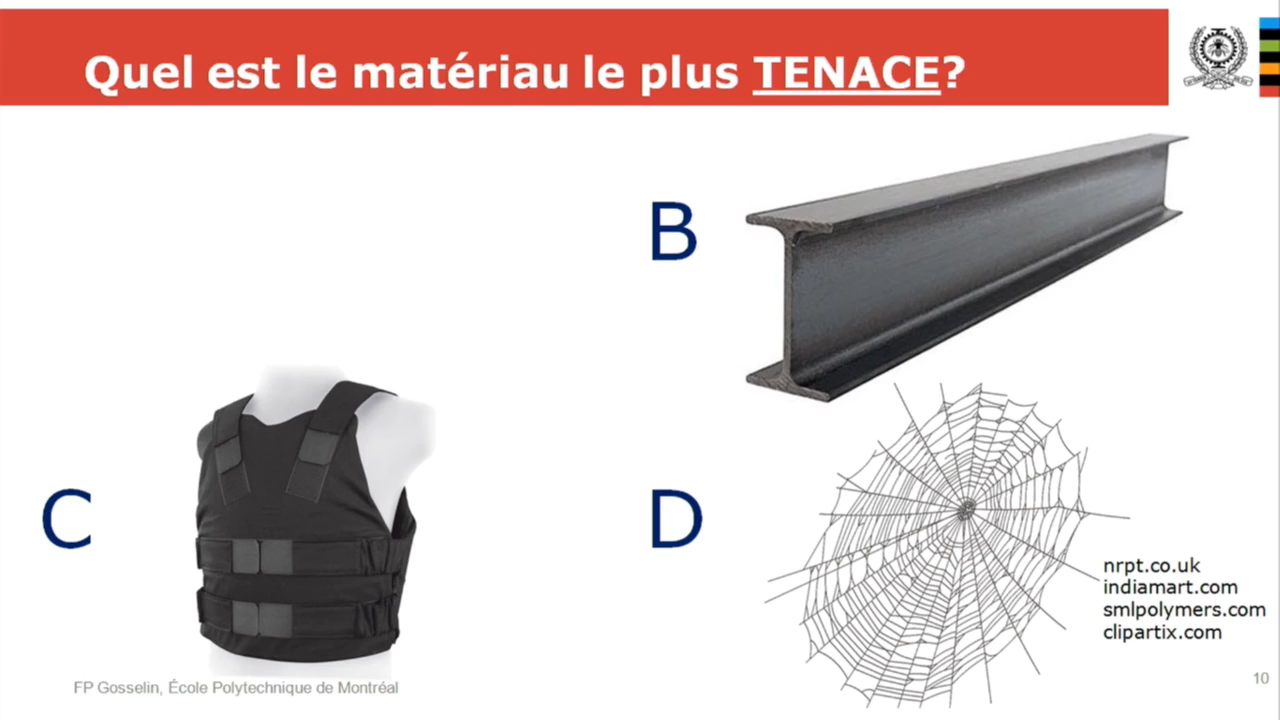 Quel est le matériau le plus TENACE?
B
C
D
nrpt.co.uk
indiamart.com
smlpolymers.com
clipartix.com
FP Gosselin, École Polytechnique de Montréal
10